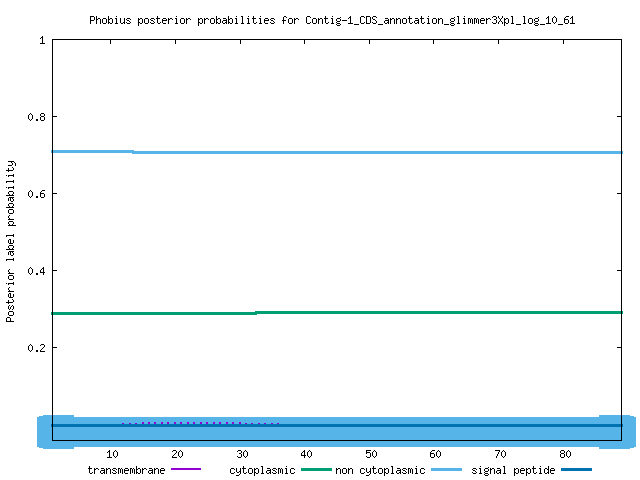 Phobius posterior probabilities for Contig-1_CDS_annotation_glimmer3Xpl_log_10_61
1
0.8
0.6
0.4
0.2
Posterior label probability
10 20 30 40 50 60 70 80
transmembrane cytoplasmic non cytoplasmic signal peptide